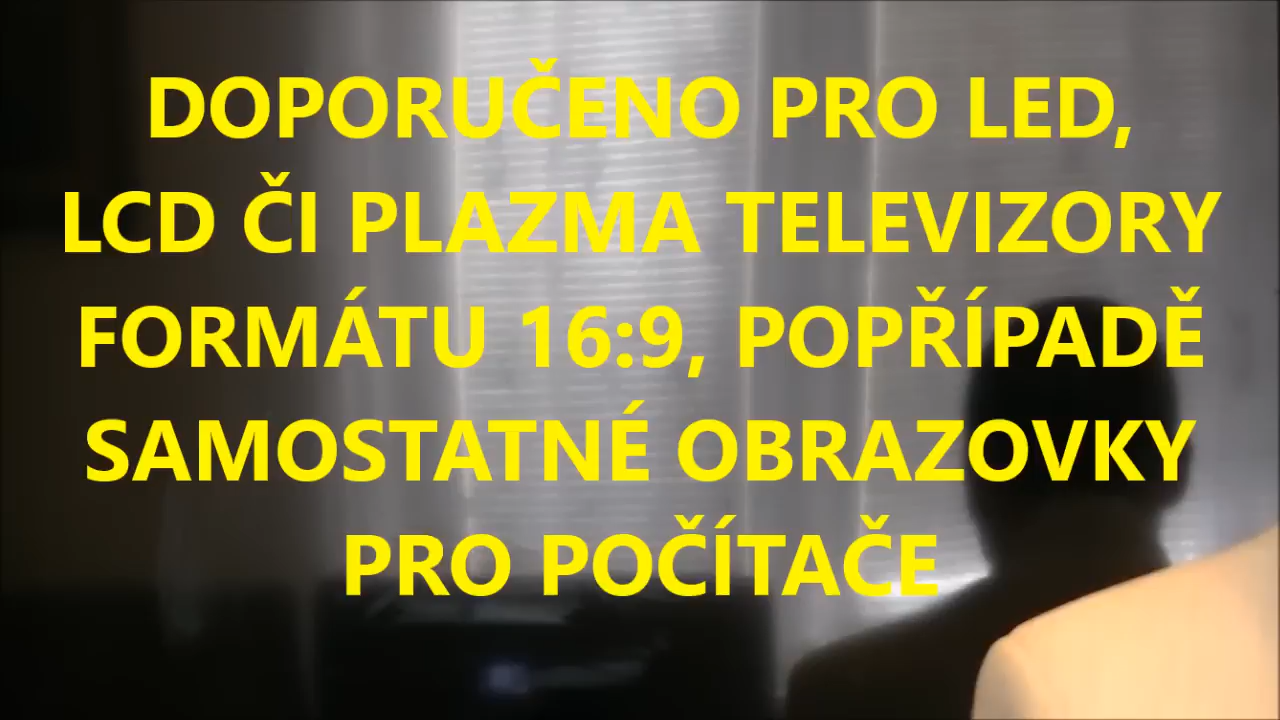 DOPORUČENO PRO LED,
LCD ČI PLAZMA TELEVIZORY
FORMÁTU 16:9, POPŘÍPADĚ
SAMOSTATNÉ OBRAZOVKY
PRO POČÍTAČE